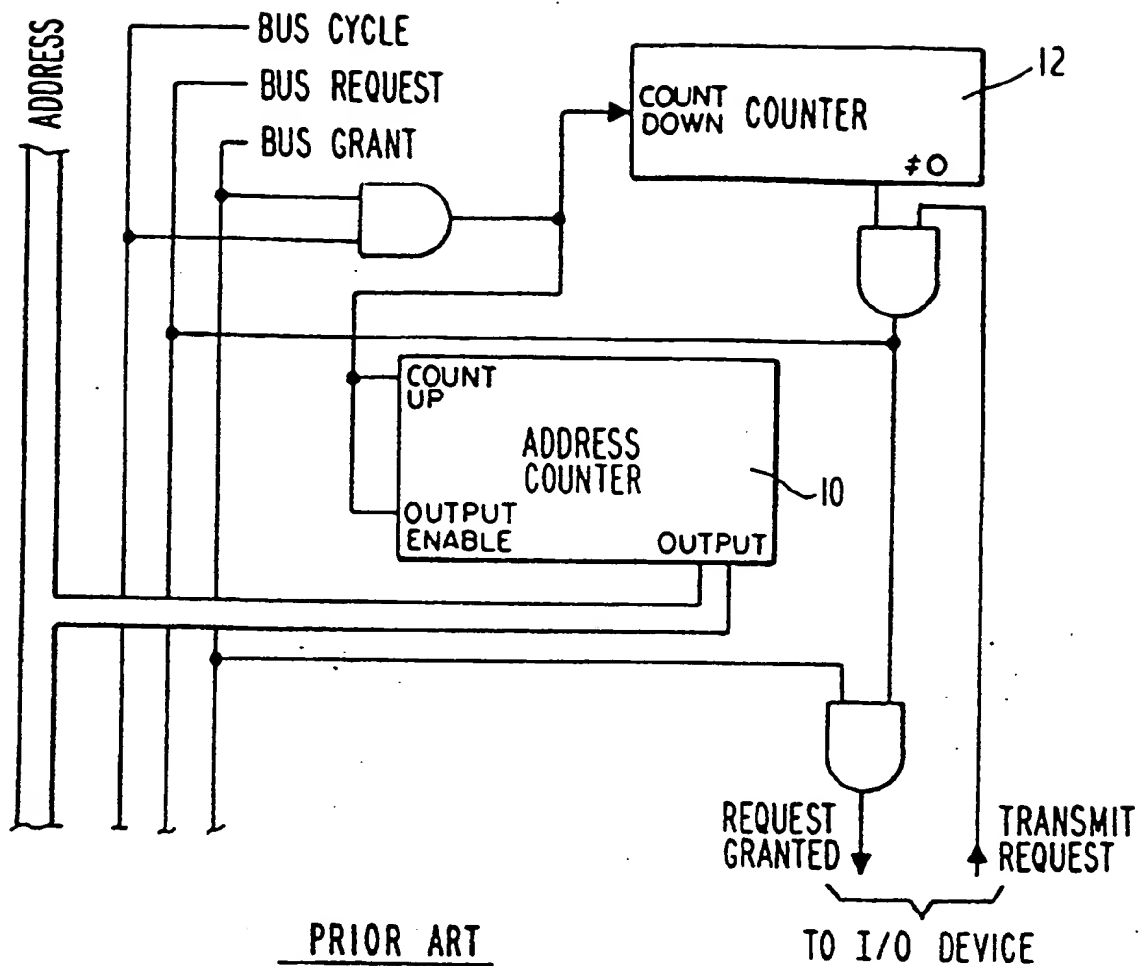 ADDRESS
BUS CYCLE
BUS REQUEST
BUS GRANT
COUNT
DOWN
COUNTER
≠0
12
COUNT
UP
ADDRESS
COUNTER
OUTPUT
ENABLE
OUTPUT
10
REQUEST
GRANTED
TRANSMIT
REQUEST
TO I/O DEVICE
PRIOR ART